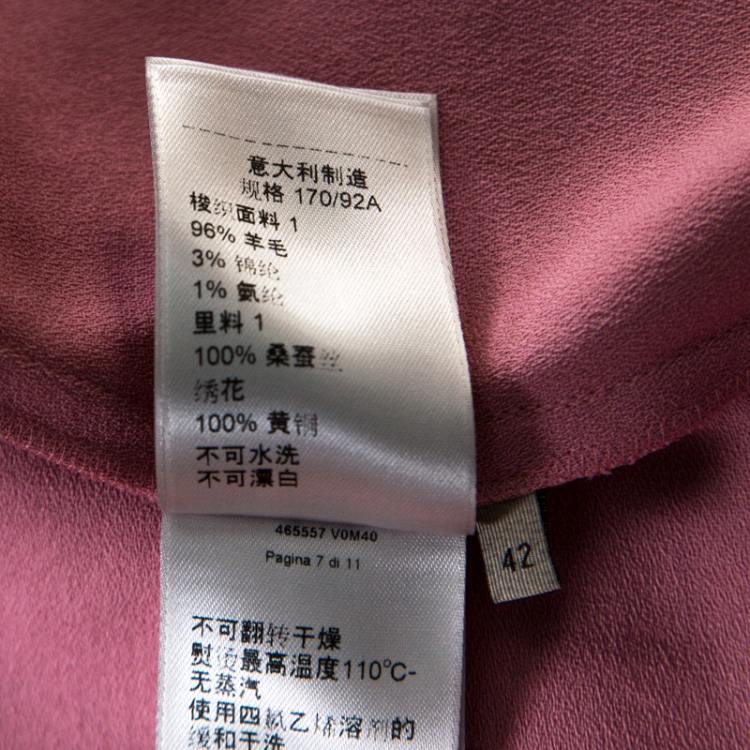 意大利制造
规格 170/92A
梭织面料 1
96% 羊毛
3% 锦纶
1% 氨纶
里料 1
100% 桑蚕丝
绣花
100% 黄铜
不可水洗
不可漂白
465557 V0M40
Pagina 7 di 11
42
不可翻转干燥
熨烫最高温度110°C-
无蒸汽
使用四氯乙烯溶剂的
缓和干洗